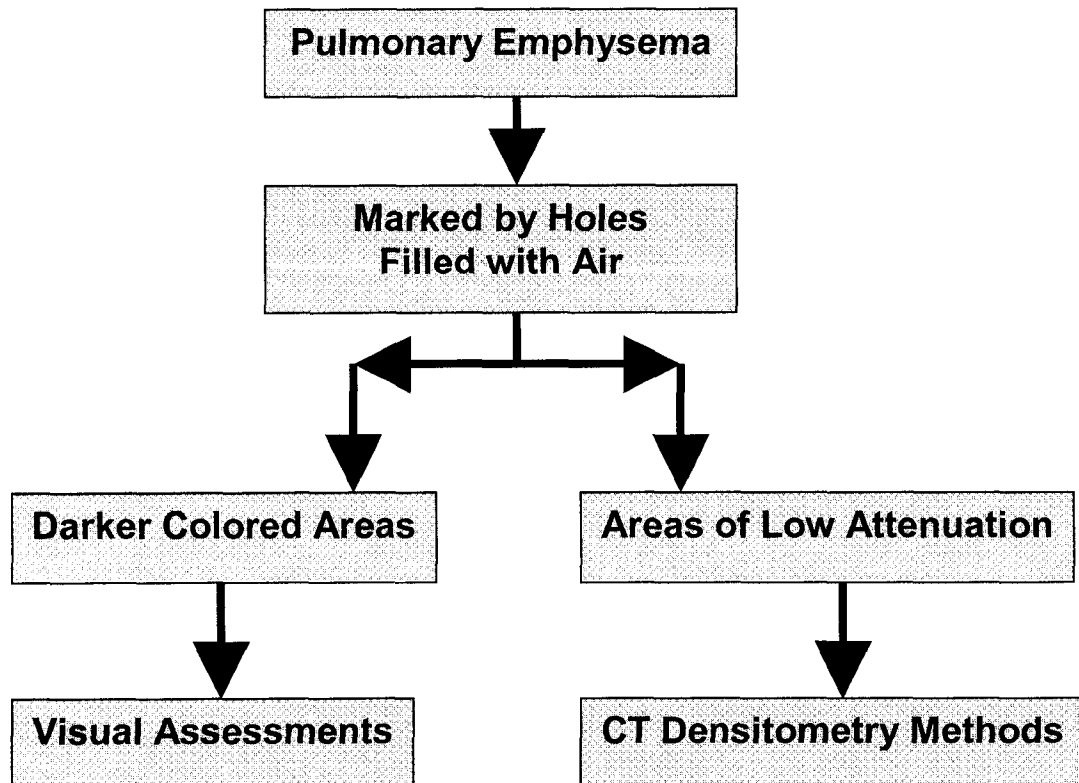 Pulmonary Emphysema
Marked by Holes
Filled with Air
Darker Colored Areas
Areas of Low Attenuation
Visual Assessments
CT Densitometry Methods